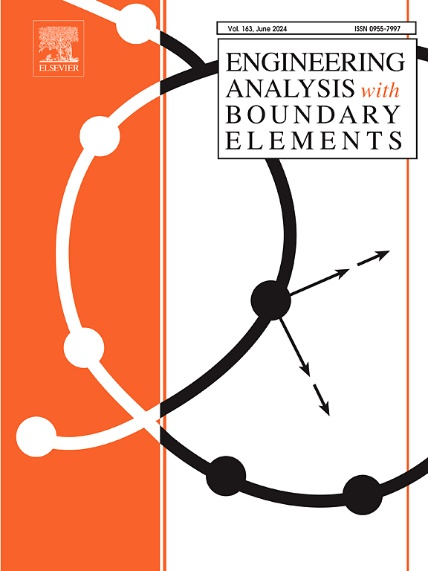 Vol. 163, June 2024 ISSN 0955-7997
ELSEVIER
ENGINEERING
ANALYSIS with
BOUNDARY
ELEMENTS